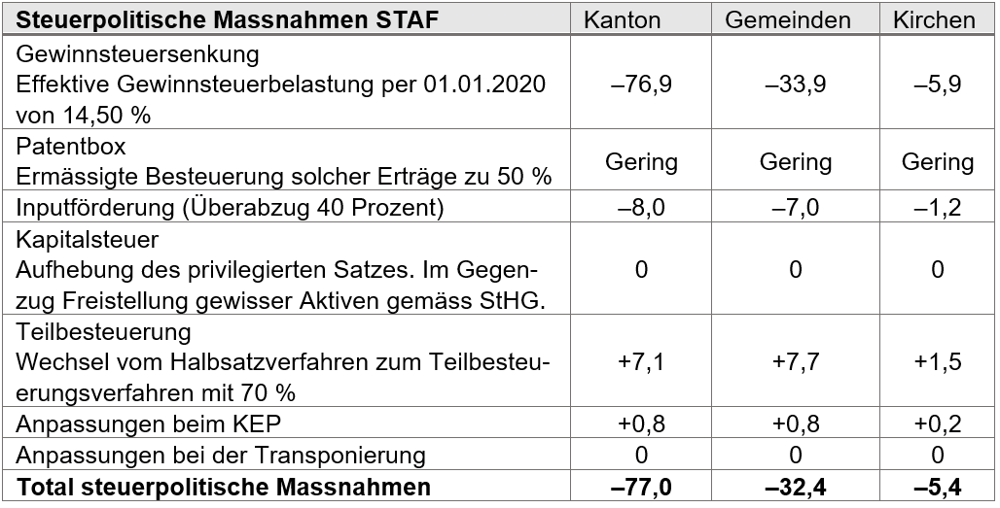 Steuerpolitische Massnahmen STAF Kanton Gemeinden Kirchen
Gewinnsteuersenkung
Effektive Gewinnsteuerbelastung per 01.01.2020 –76,9 –33,9 –5,9
von 14,50 %
Patentbox
Ermässigte Besteuerung solcher Erträge zu 50 % Gering Gering Gering
Inputförderung (Überabzug 40 Prozent) –8,0 –7,0 –1,2
Kapitalsteuer
Aufhebung des privilegierten Satzes. Im Gegen- 0 0 0
zug Freistellung gewisser Aktiven gemäss StHG.
Teilbesteuerung
Wechsel vom Halbsatzverfahren zum Teilbesteu- +7,1 +7,7 +1,5
erungsverfahren mit 70 %
Anpassungen beim KEP +0,8 +0,8 +0,2
Anpassungen bei der Transponierung 0 0 0
Total steuerpolitische Massnahmen –77,0 –32,4 –5,4